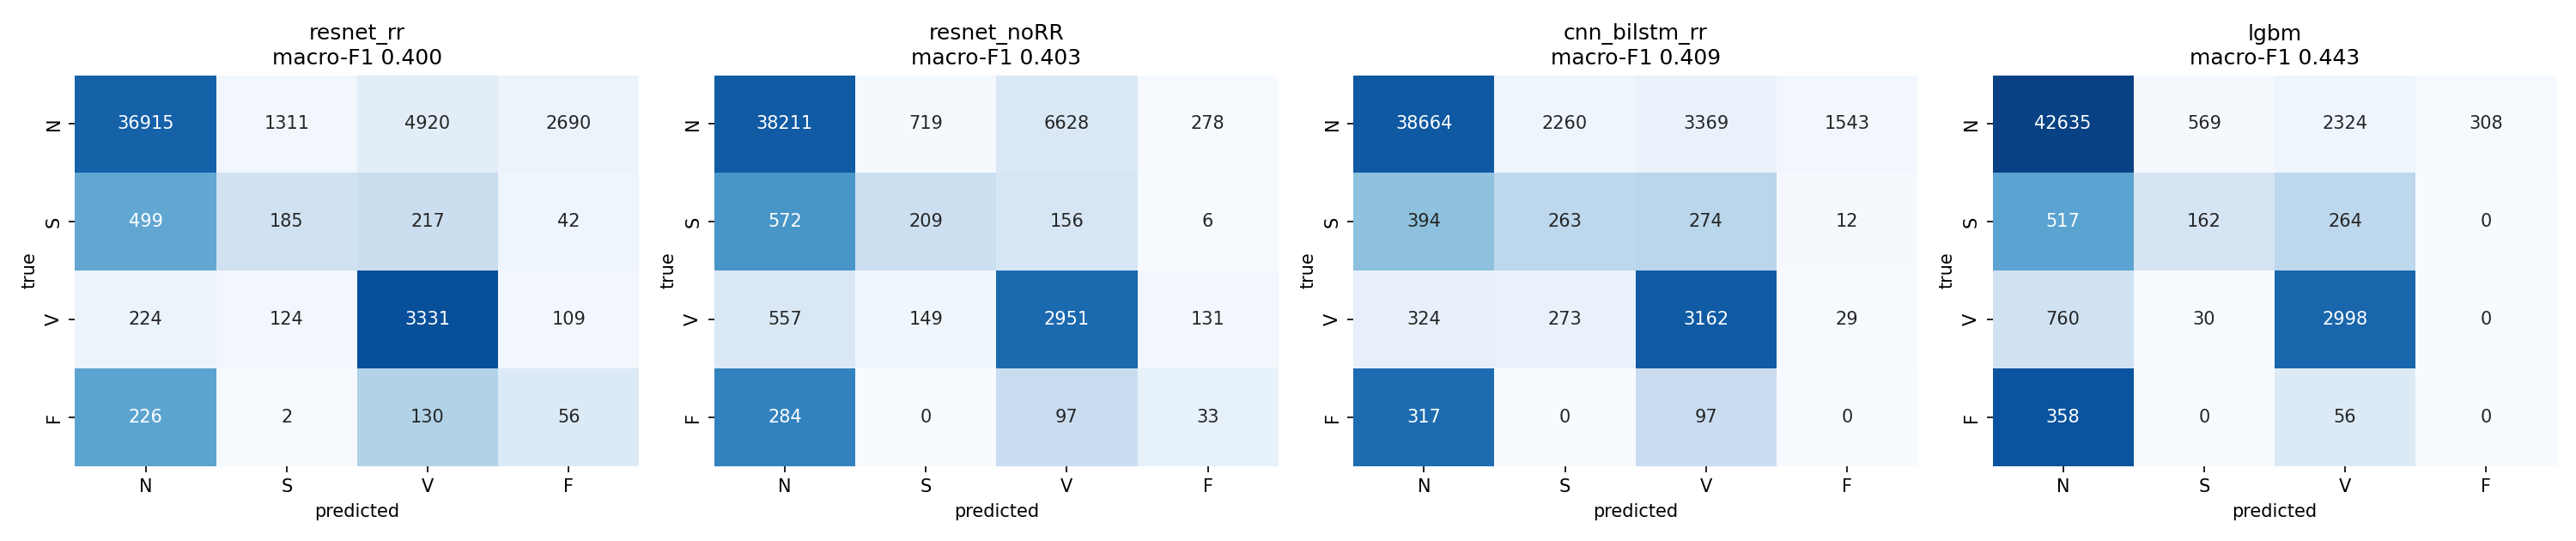 resnet_rr
macro-F1 0.400
N 36915 1311 4920 2690
S 499 185 217 42
V 224 124 3331 109
F 226 2 130 56
N S V F
true
predicted
resnet_noRR
macro-F1 0.403
N 38211 719 6628 278
S 572 209 156 6
V 557 149 2951 131
F 284 0 97 33
N S V F
true
predicted
cnn_bilstm_rr
macro-F1 0.409
N 38664 2260 3369 1543
S 394 263 274 12
V 324 273 3162 29
F 317 0 97 0
N S V F
true
predicted
lgbm
macro-F1 0.443
N 42635 569 2324 308
S 517 162 264 0
V 760 30 2998 0
F 358 0 56 0
N S V F
true
predicted